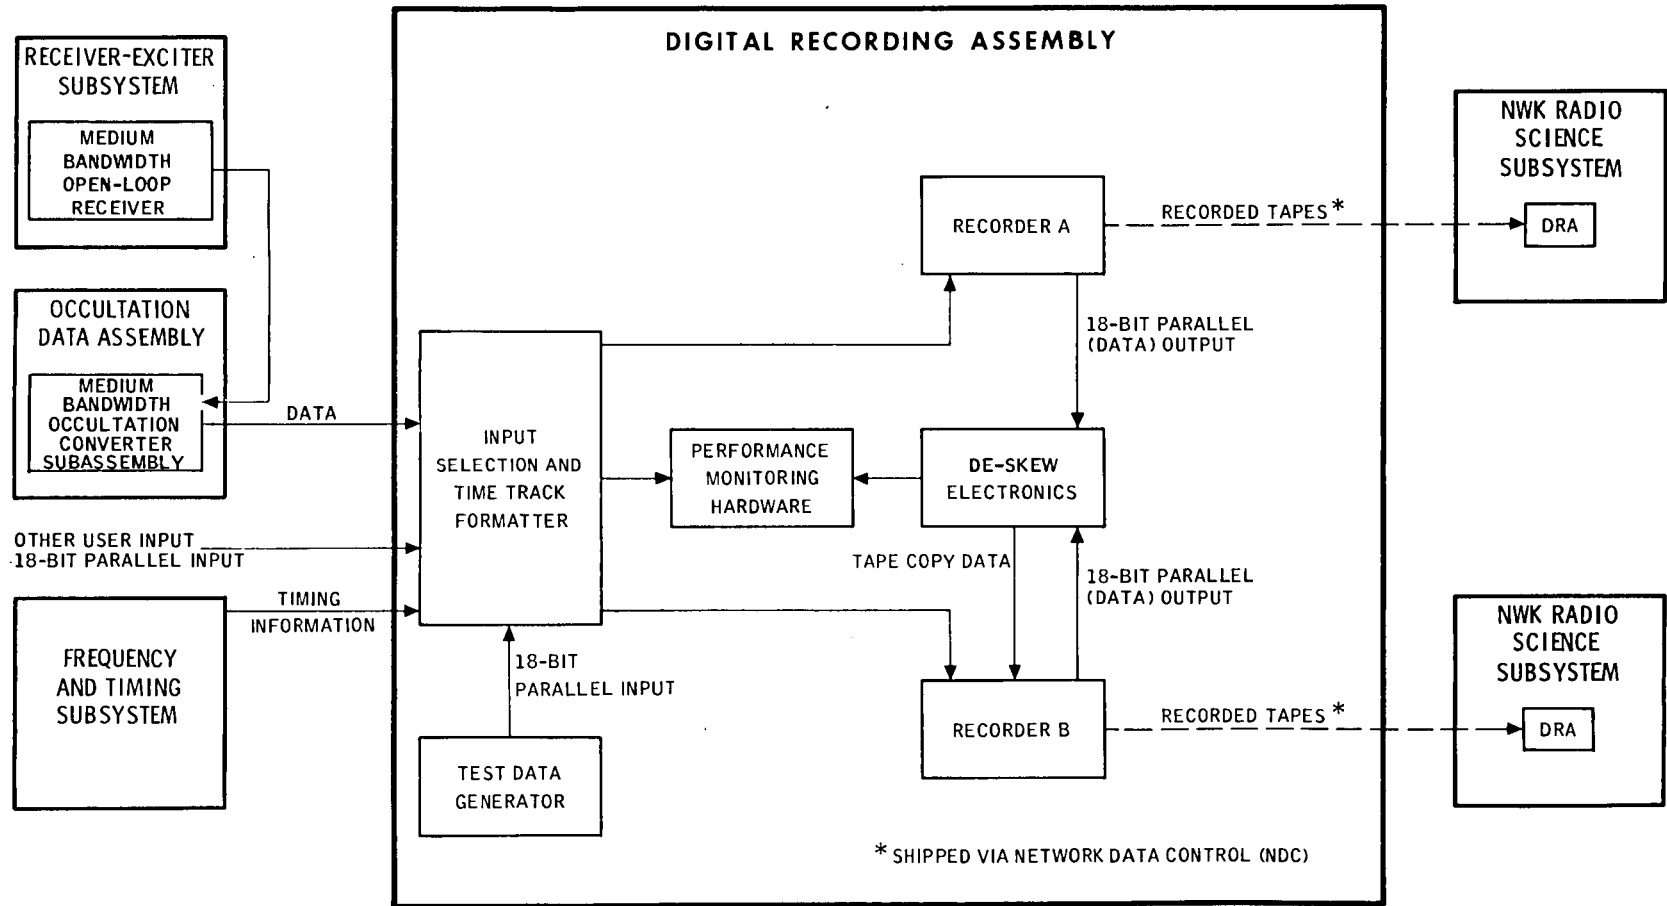 DIGITAL RECORDING ASSEMBLY
RECEIVER-EXCITER
SUBSYSTEM
MEDIUM
BANDWIDTH
OPEN-LOOP
RECEIVER
OCCULTATION
DATA ASSEMBLY
MEDIUM
BANDWIDTH
OCCULTATION
CONVERTER
SUBASSEMBLY
DATA
OTHER USER INPUT
18-BIT PARALLEL INPUT
TIMING
INFORMATION
FREQUENCY
AND TIMING
SUBSYSTEM
INPUT
SELECTION AND
TIME TRACK
FORMATTER
18-BIT
PARALLEL INPUT
TEST DATA
GENERATOR
PERFORMANCE
MONITORING
HARDWARE
RECORDER A
18-BIT PARALLEL
(DATA) OUTPUT
DE-SKEW
ELECTRONICS
TAPE COPY DATA
18-BIT PARALLEL
(DATA) OUTPUT
RECORDER B
RECORDED TAPES*
NWK RADIO
SCIENCE
SUBSYSTEM
DRA
RECORDED TAPES*
NWK RADIO
SCIENCE
SUBSYSTEM
DRA
* SHIPPED VIA NETWORK DATA CONTROL (NDC)